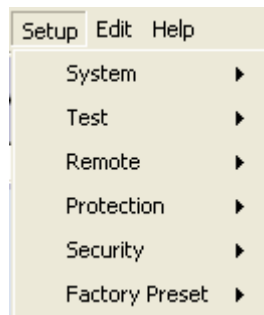 Setup Edit Help
System
Test
Remote
Protection
Security
Factory Preset